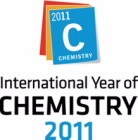 2011
C
CHEMISTRY
International Year of
CHEMISTRY
2011